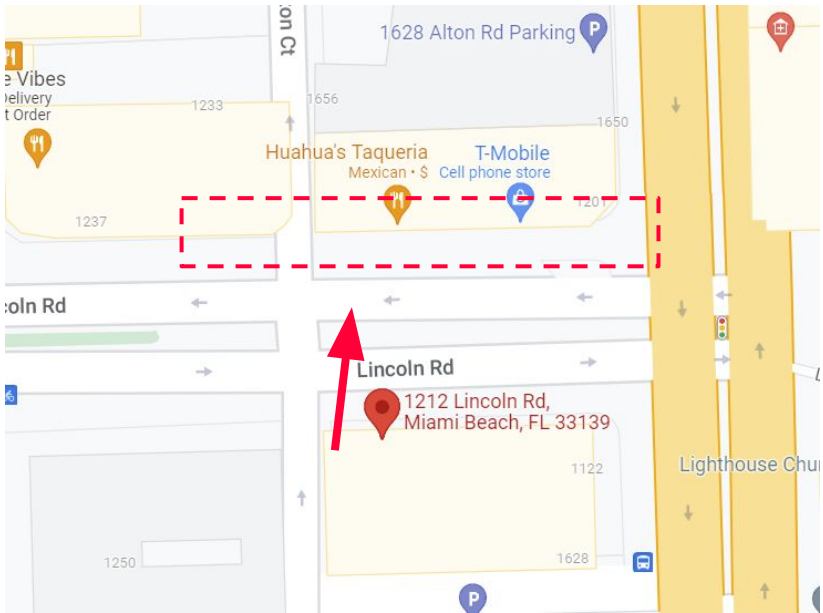 on Ct
1628 Alton Rd Parking
P
e Vibes
Delivery
t Order
1233
1656
1650
Huahua's Taqueria
Mexican • $
T-Mobile
Cell phone store
1201
1237
coln Rd
Lincoln Rd
1212 Lincoln Rd,
Miami Beach, FL 33139
1122
Lighthouse Chu
1250
1628
P